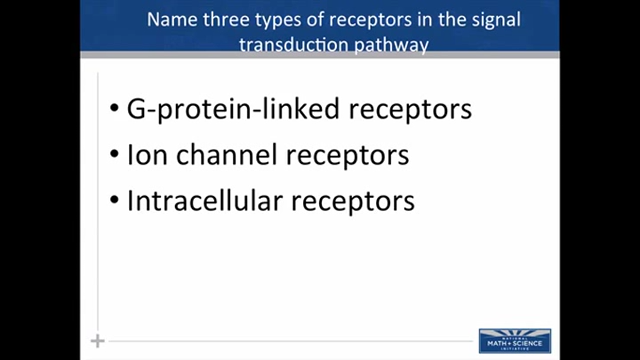 Name three types of receptors in the signal
transduction pathway
• G-protein-linked receptors
• Ion channel receptors
• Intracellular receptors
NATIONAL
MATH + SCIENCE
INITIATIVE